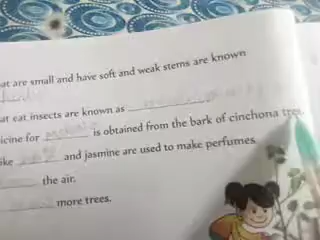 at are small and have soft and weak stems are known
at eat insects are known as
icine for is obtained from the bark of cinchona tree.
ike and jasmine are used to make perfumes.
the air.
more trees.